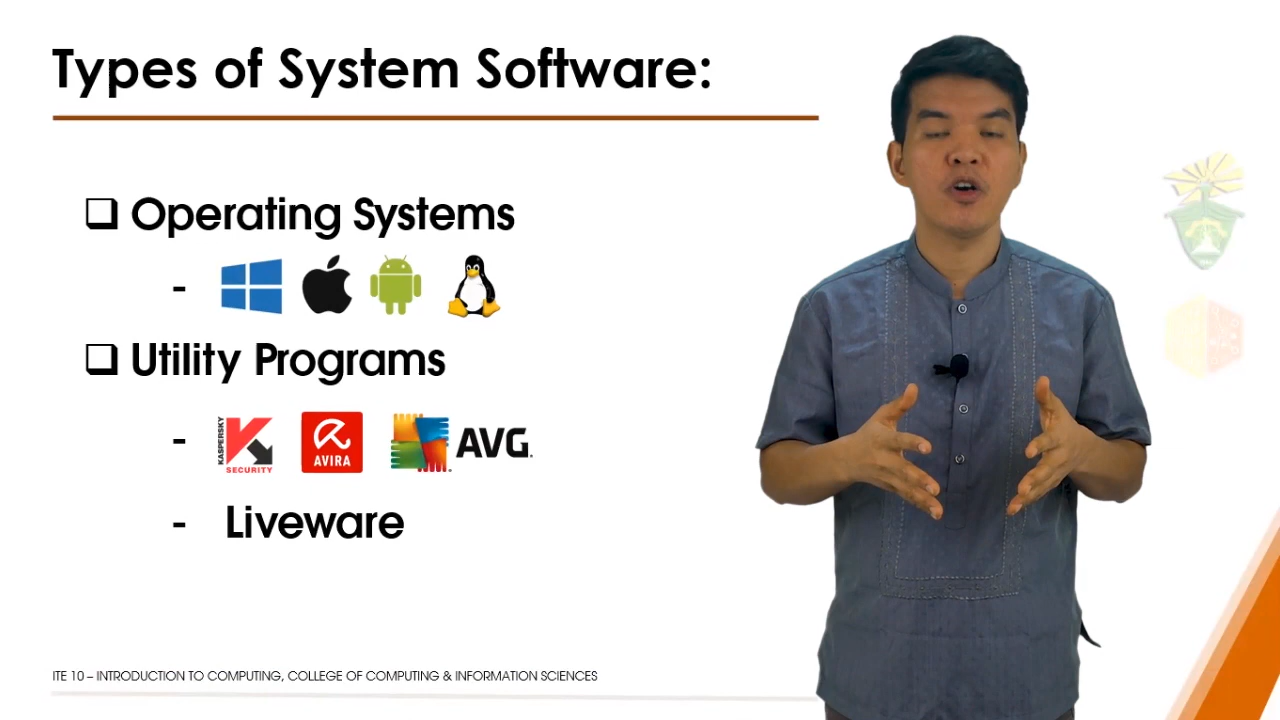 Types of System Software:
❑ Operating Systems
-
❑ Utility Programs
- KASPERSKY SECURITY AVIRA AVG.
- Liveware
ITE 10 – INTRODUCTION TO COMPUTING, COLLEGE OF COMPUTING & INFORMATION SCIENCES